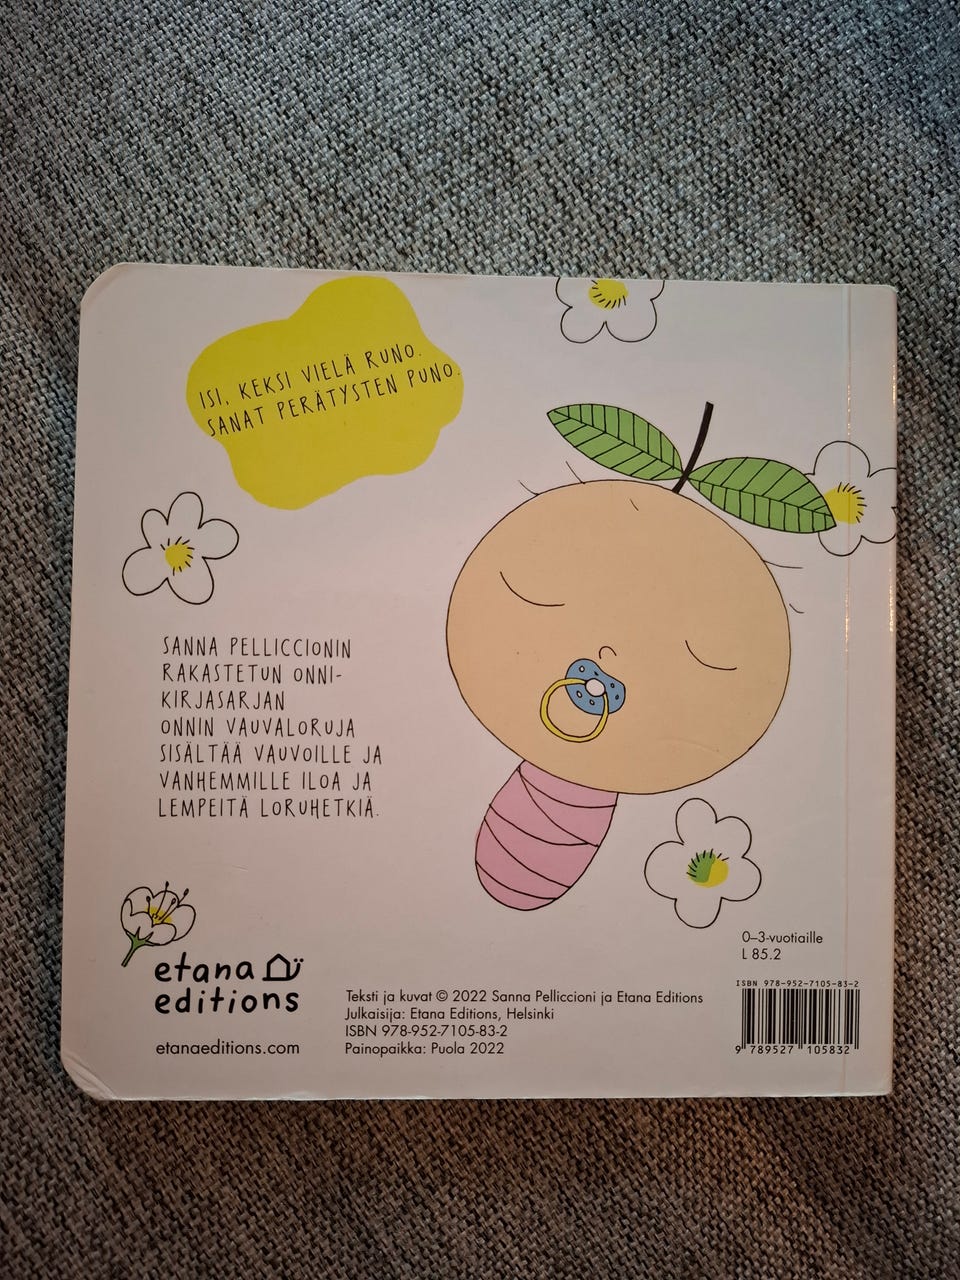 ISI, KEKSI VIELÄ RUNO.
SANAT PERÄTYSTEN PUNO.
SANNA PELLICCIONIN
RAKASTETUN ONNI-
KIRJASARJAN
ONNIN VAUVALORUJA
SISÄLTÄÄ VAUVOILLE JA
VANHEMMILLE ILOA JA
LEMPEITÄ LORUHETKIÄ.
etana
editions
etanaeditions.com
Teksti ja kuvat © 2022 Sanna Pelliccioni ja Etana Editions
Julkaisija: Etana Editions, Helsinki
ISBN 978-952-7105-83-2
Painopaikka: Puola 2022
0–3-vuotiaille
L 85.2
ISBN 978-952-7105-83-2
9 789527 105832